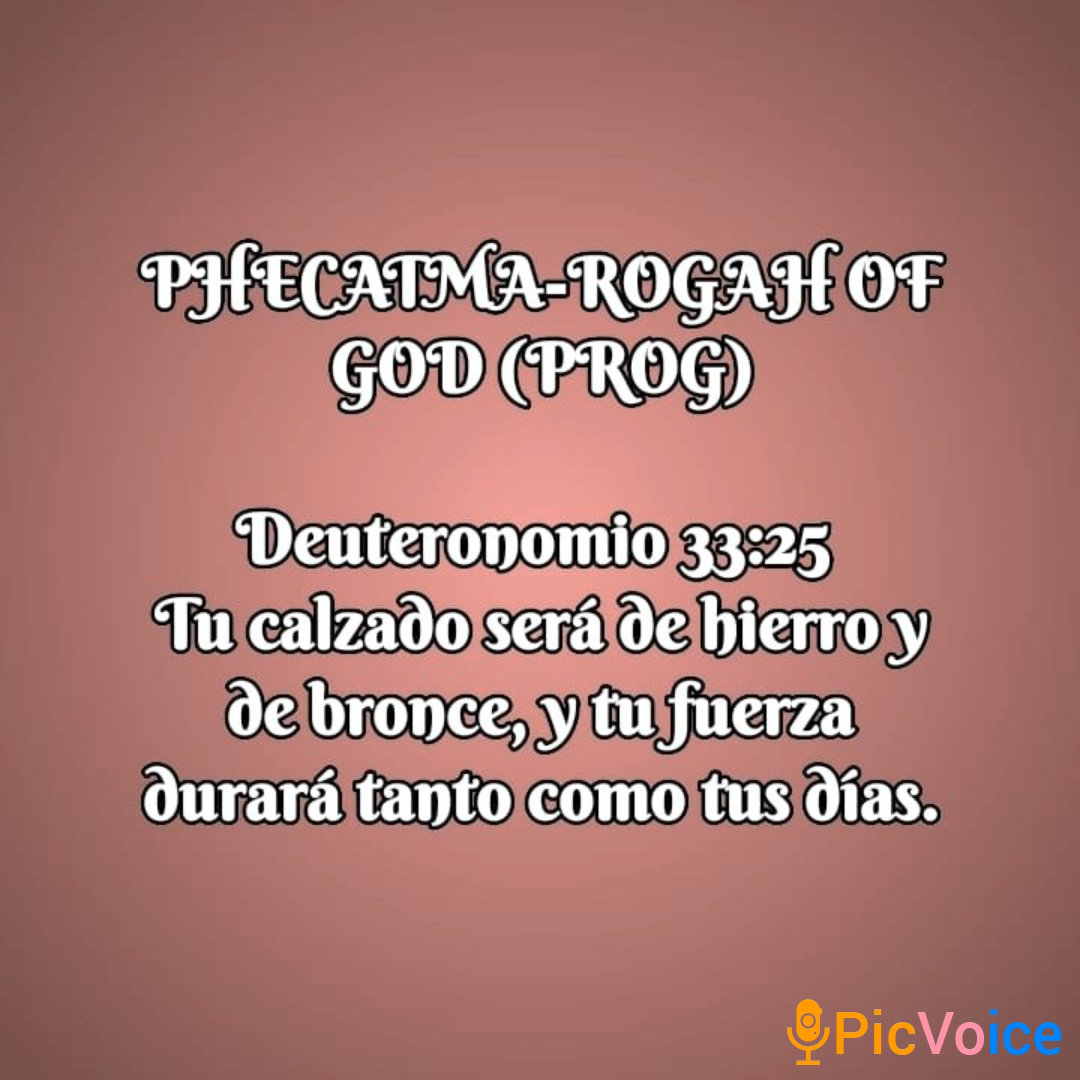 PHECATMA-ROGAH OF
GOD (PROG)
Deuteronomio 33:25
Tu calzado será de hierro y
de bronce, y tu fuerza
durará tanto como tus días.
PicVoice